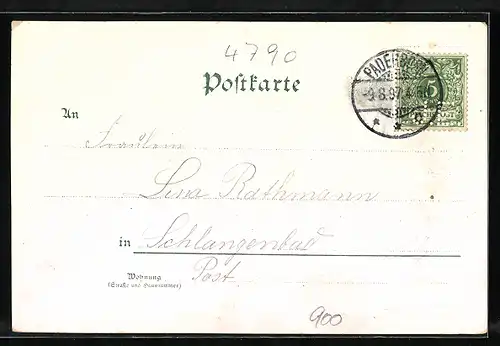 4790
Postkarte
PADERBORN
-9.8.97.4
5
An
Fräulein
Lina Rathmann
in Schlangenbad
Post
Wohnung
(Straße und Hausnummer)
900